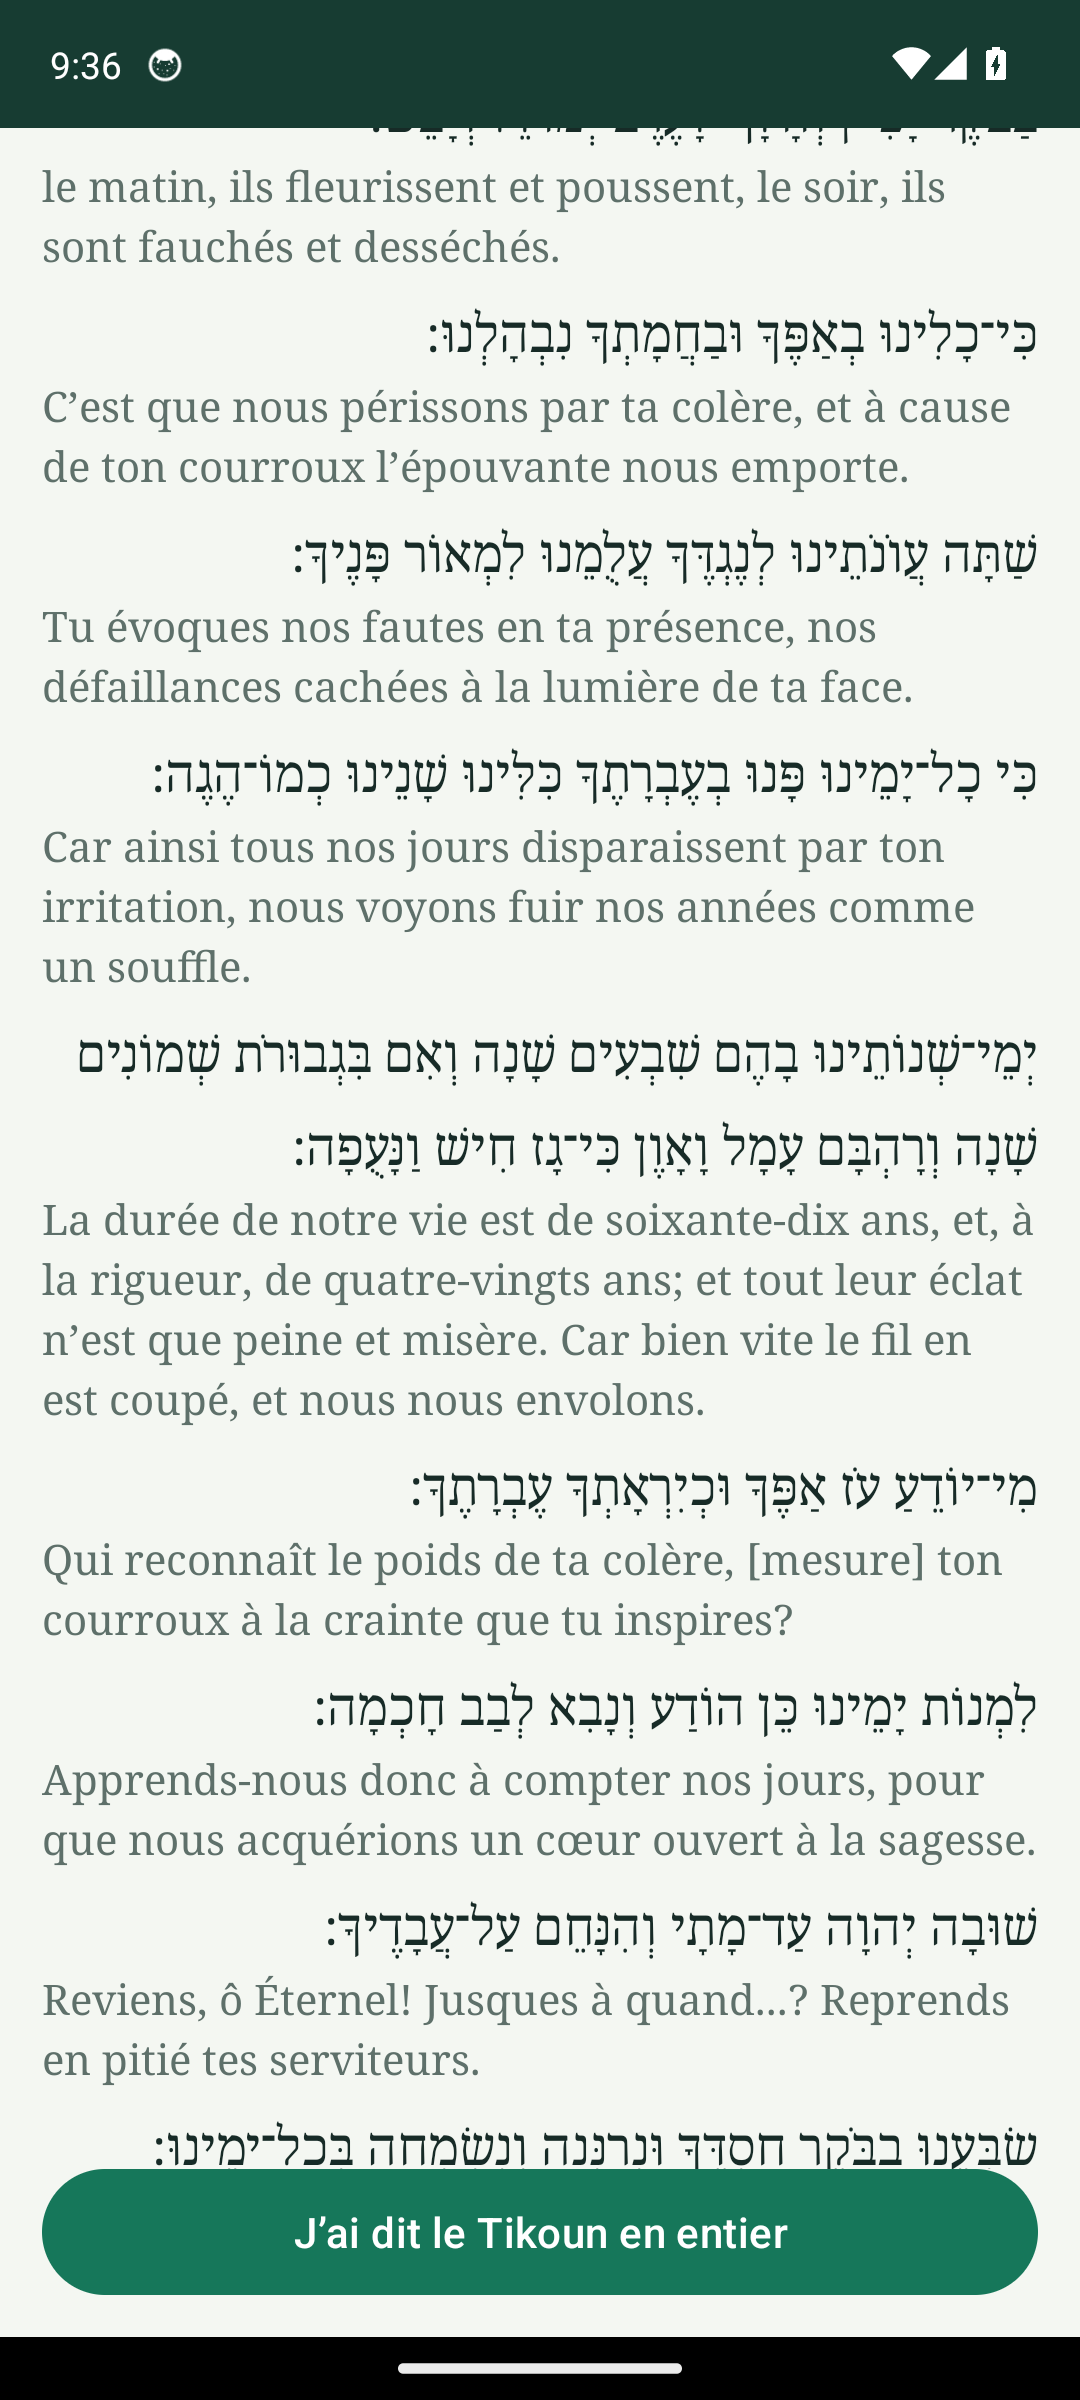 9:36
le matin, ils fleurissent et poussent, le soir, ils
sont fauchés et desséchés.
כִּי־כָלִינוּ בְאַפֶּךָ וּבַחֲמָתְךָ נִבְהָלְנוּ:
C’est que nous périssons par ta colère, et à cause
de ton courroux l’épouvante nous emporte.
שַׁתָּה עֲוֺנֹתֵינוּ לְנֶגְדֶּךָ עֲלֻמֵנוּ לִמְאוֹר פָּנֶיךָ:
Tu évoques nos fautes en ta présence, nos
défaillances cachées à la lumière de ta face.
כִּי כָל־יָמֵינוּ פָּנוּ בְעֶבְרָתֶךָ כִּלִּינוּ שָׁנֵינוּ כְמוֹ־הֶגֶה:
Car ainsi tous nos jours disparaissent par ton
irritation, nous voyons fuir nos années comme
un souffle.
יְמֵי־שְׁנוֹתֵינוּ בָהֶם שִׁבְעִים שָׁנָה וְאִם בִּגְבוּרֹת שְׁמוֹנִים
שָׁנָה וְרָהְבָּם עָמָל וָאָוֶן כִּי־גָז חִישׁ וַנָּעֻפָה:
La durée de notre vie est de soixante-dix ans, et, à
la rigueur, de quatre-vingts ans; et tout leur éclat
n’est que peine et misère. Car bien vite le fil en
est coupé, et nous nous envolons.
מִי־יוֹדֵעַ עֹז אַפֶּךָ וּכְיִרְאָתְךָ עֶבְרָתֶךָ:
Qui reconnaît le poids de ta colère, [mesure] ton
courroux à la crainte que tu inspires?
לִמְנוֹת יָמֵינוּ כֵּן הוֹדַע וְנָבִא לְבַב חָכְמָה:
Apprends-nous donc à compter nos jours, pour
que nous acquérions un cœur ouvert à la sagesse.
שׁוּבָה יְהוָה עַד־מָתָי וְהִנָּחֵם עַל־עֲבָדֶיךָ:
Reviens, ô Éternel! Jusques à quand...? Reprends
en pitié tes serviteurs.
שַׂבְּעֵנוּ בַבֹּקֶר חַסְדֶּךָ וּנְרַנְּנָה וְנִשְׂמְחָה בְּכָל־יָמֵינוּ:
J’ai dit le Tikoun en entier